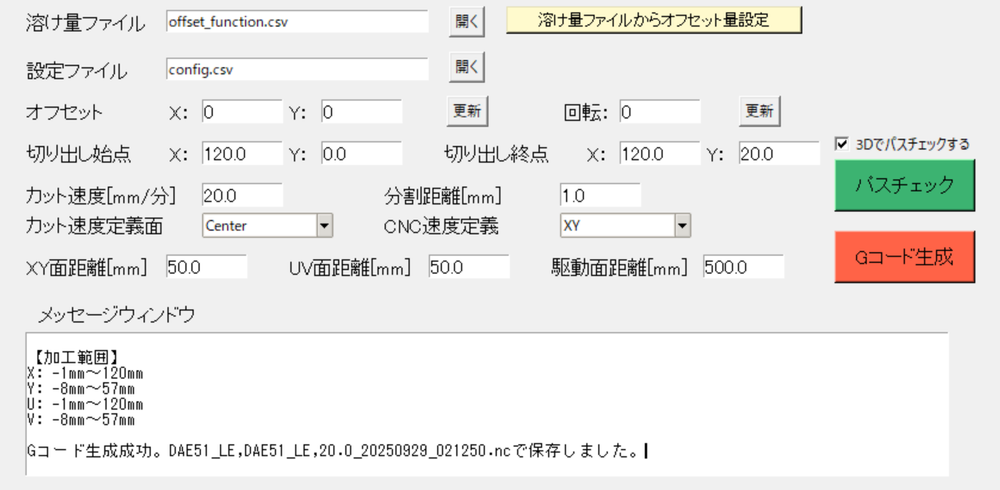 溶け量ファイル offset_function.csv 開く 溶け量ファイルからオフセット量設定
設定ファイル config.csv 開く
オフセット X: 0 Y: 0 更新 回転: 0 更新
切り出し始点 X: 120.0 Y: 0.0 切り出し終点 X: 120.0 Y: 20.0 3Dでパスチェックする
カット速度[mm/分] 20.0 分割距離[mm] 1.0 パスチェック
カット速度定義面 Center CNC速度定義 XY
XY面距離[mm] 50.0 UV面距離[mm] 50.0 駆動面距離[mm] 500.0 Gコード生成
メッセージウィンドウ
【加工範囲】
X: -1mm～120mm
Y: -8mm～57mm
U: -1mm～120mm
V: -8mm～57mm
Gコード生成成功。DAE51_LE,DAE51_LE,20.0_20250929_021250.ncで保存しました。